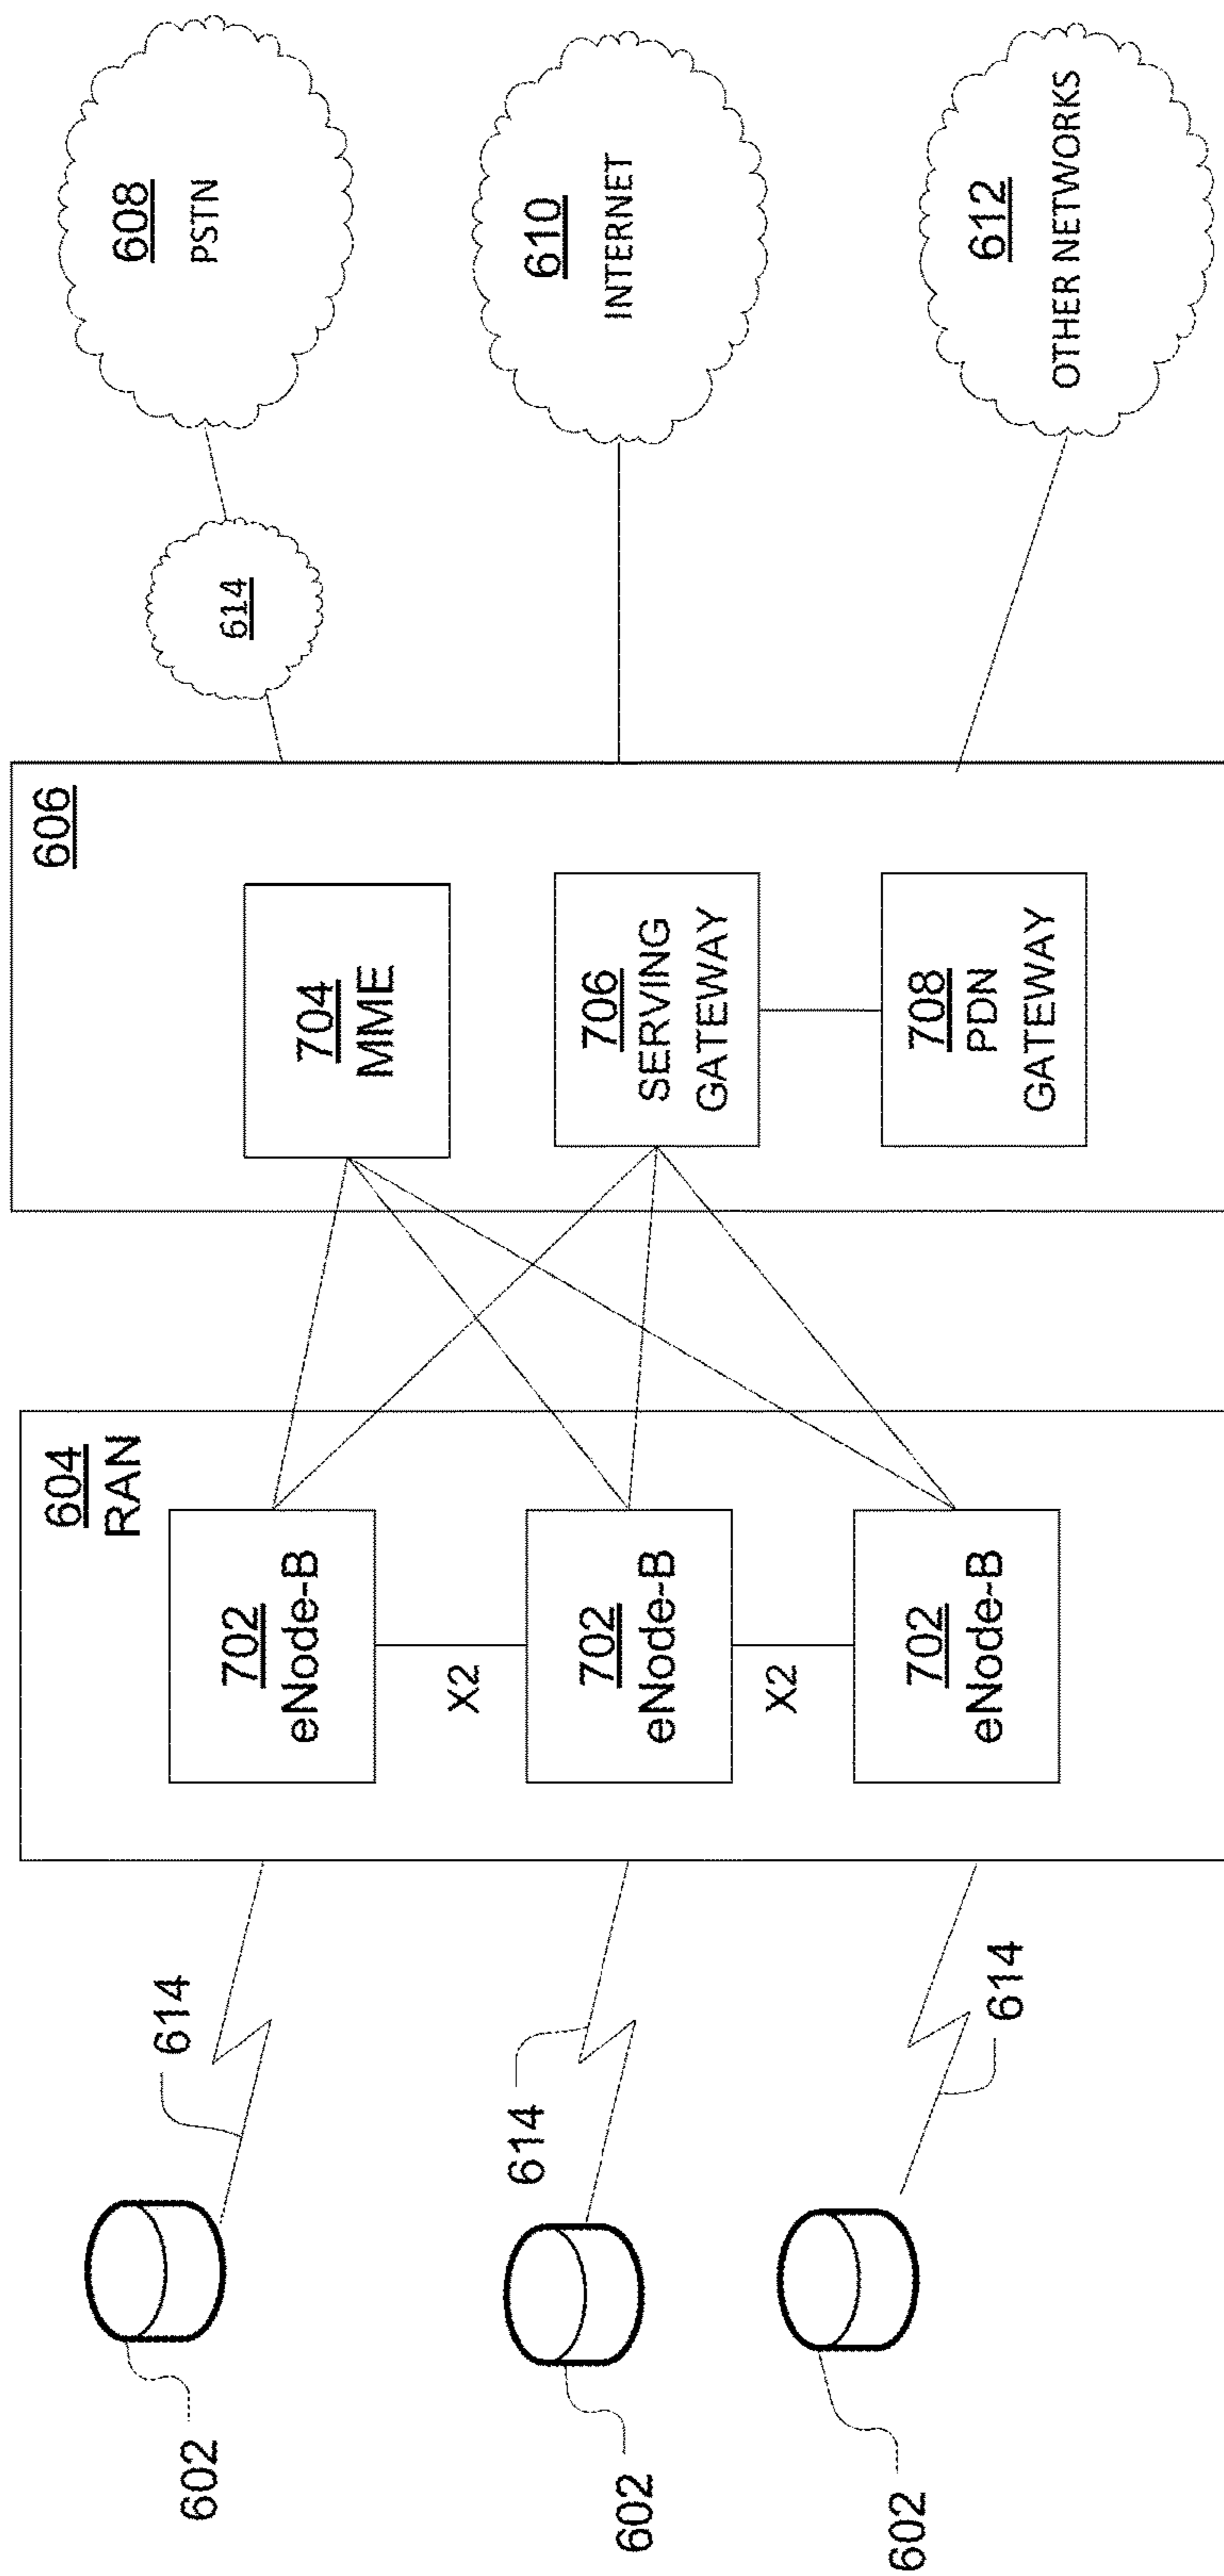 602
614
602
614
602
614
604
RAN
702
eNode-B
X2
702
eNode-B
X2
702
eNode-B
606
704
MME
706
SERVING
GATEWAY
708
PDN
GATEWAY
614
608
PSTN
610
INTERNET
612
OTHER NETWORKS